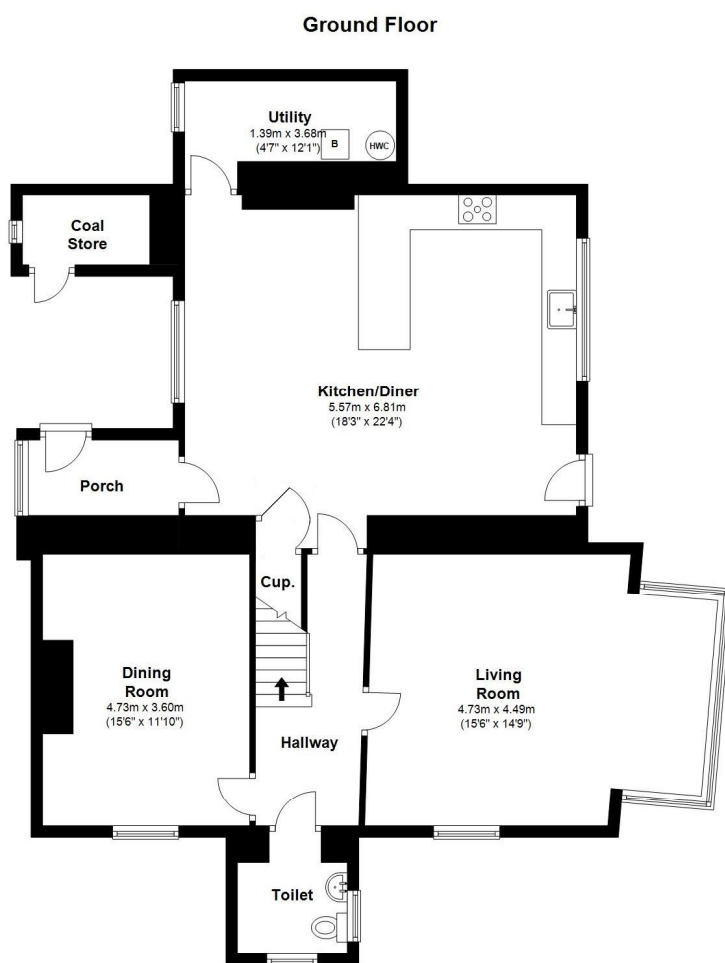 Ground Floor
Utility
1.39m x 3.68m
(4'7" x 12'1")
B
HWC
Coal
Store
Kitchen/Diner
5.57m x 6.81m
(18'3" x 22'4")
Porch
Cup.
Dining
Room
4.73m x 3.60m
(15'6" x 11'10")
Living
Room
4.73m x 4.49m
(15'6" x 14'9")
Hallway
Toilet